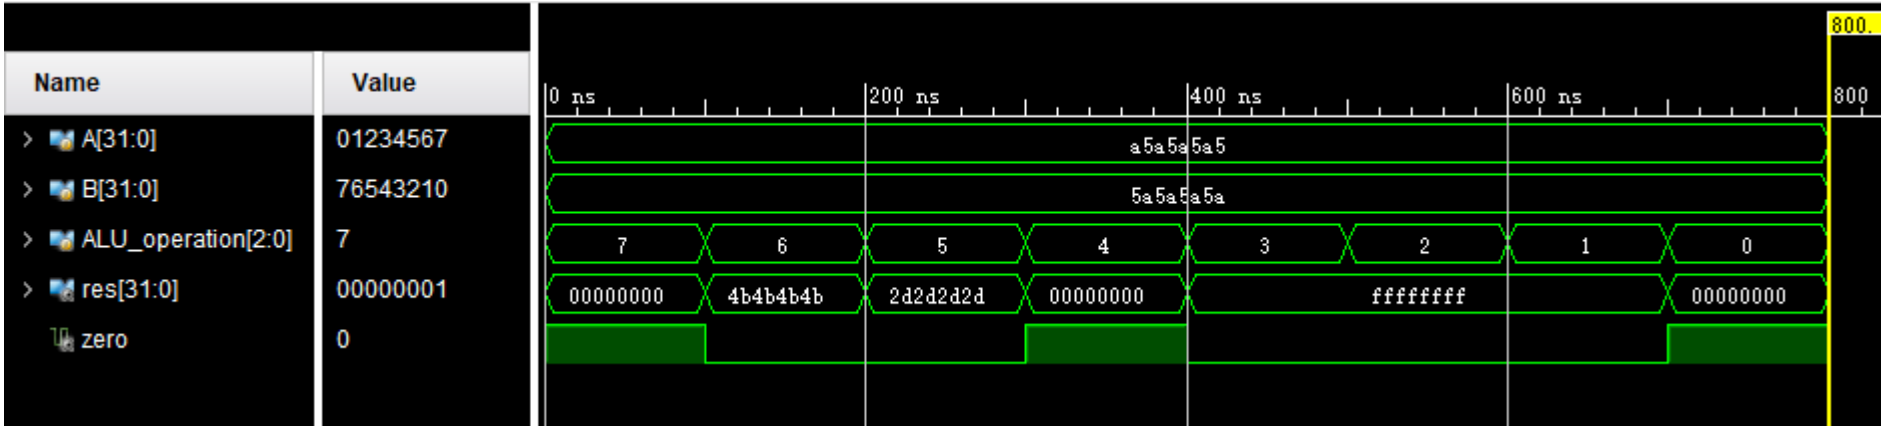 800.
Name Value
0 ns 200 ns 400 ns 600 ns 800
A[31:0] 01234567 a5a5a5a5
B[31:0] 76543210 5a5a5a5a
ALU_operation[2:0] 7 7 6 5 4 3 2 1 0
res[31:0] 00000001 00000000 4b4b4b4b 2d2d2d2d 00000000 ffffffff 00000000
zero 0